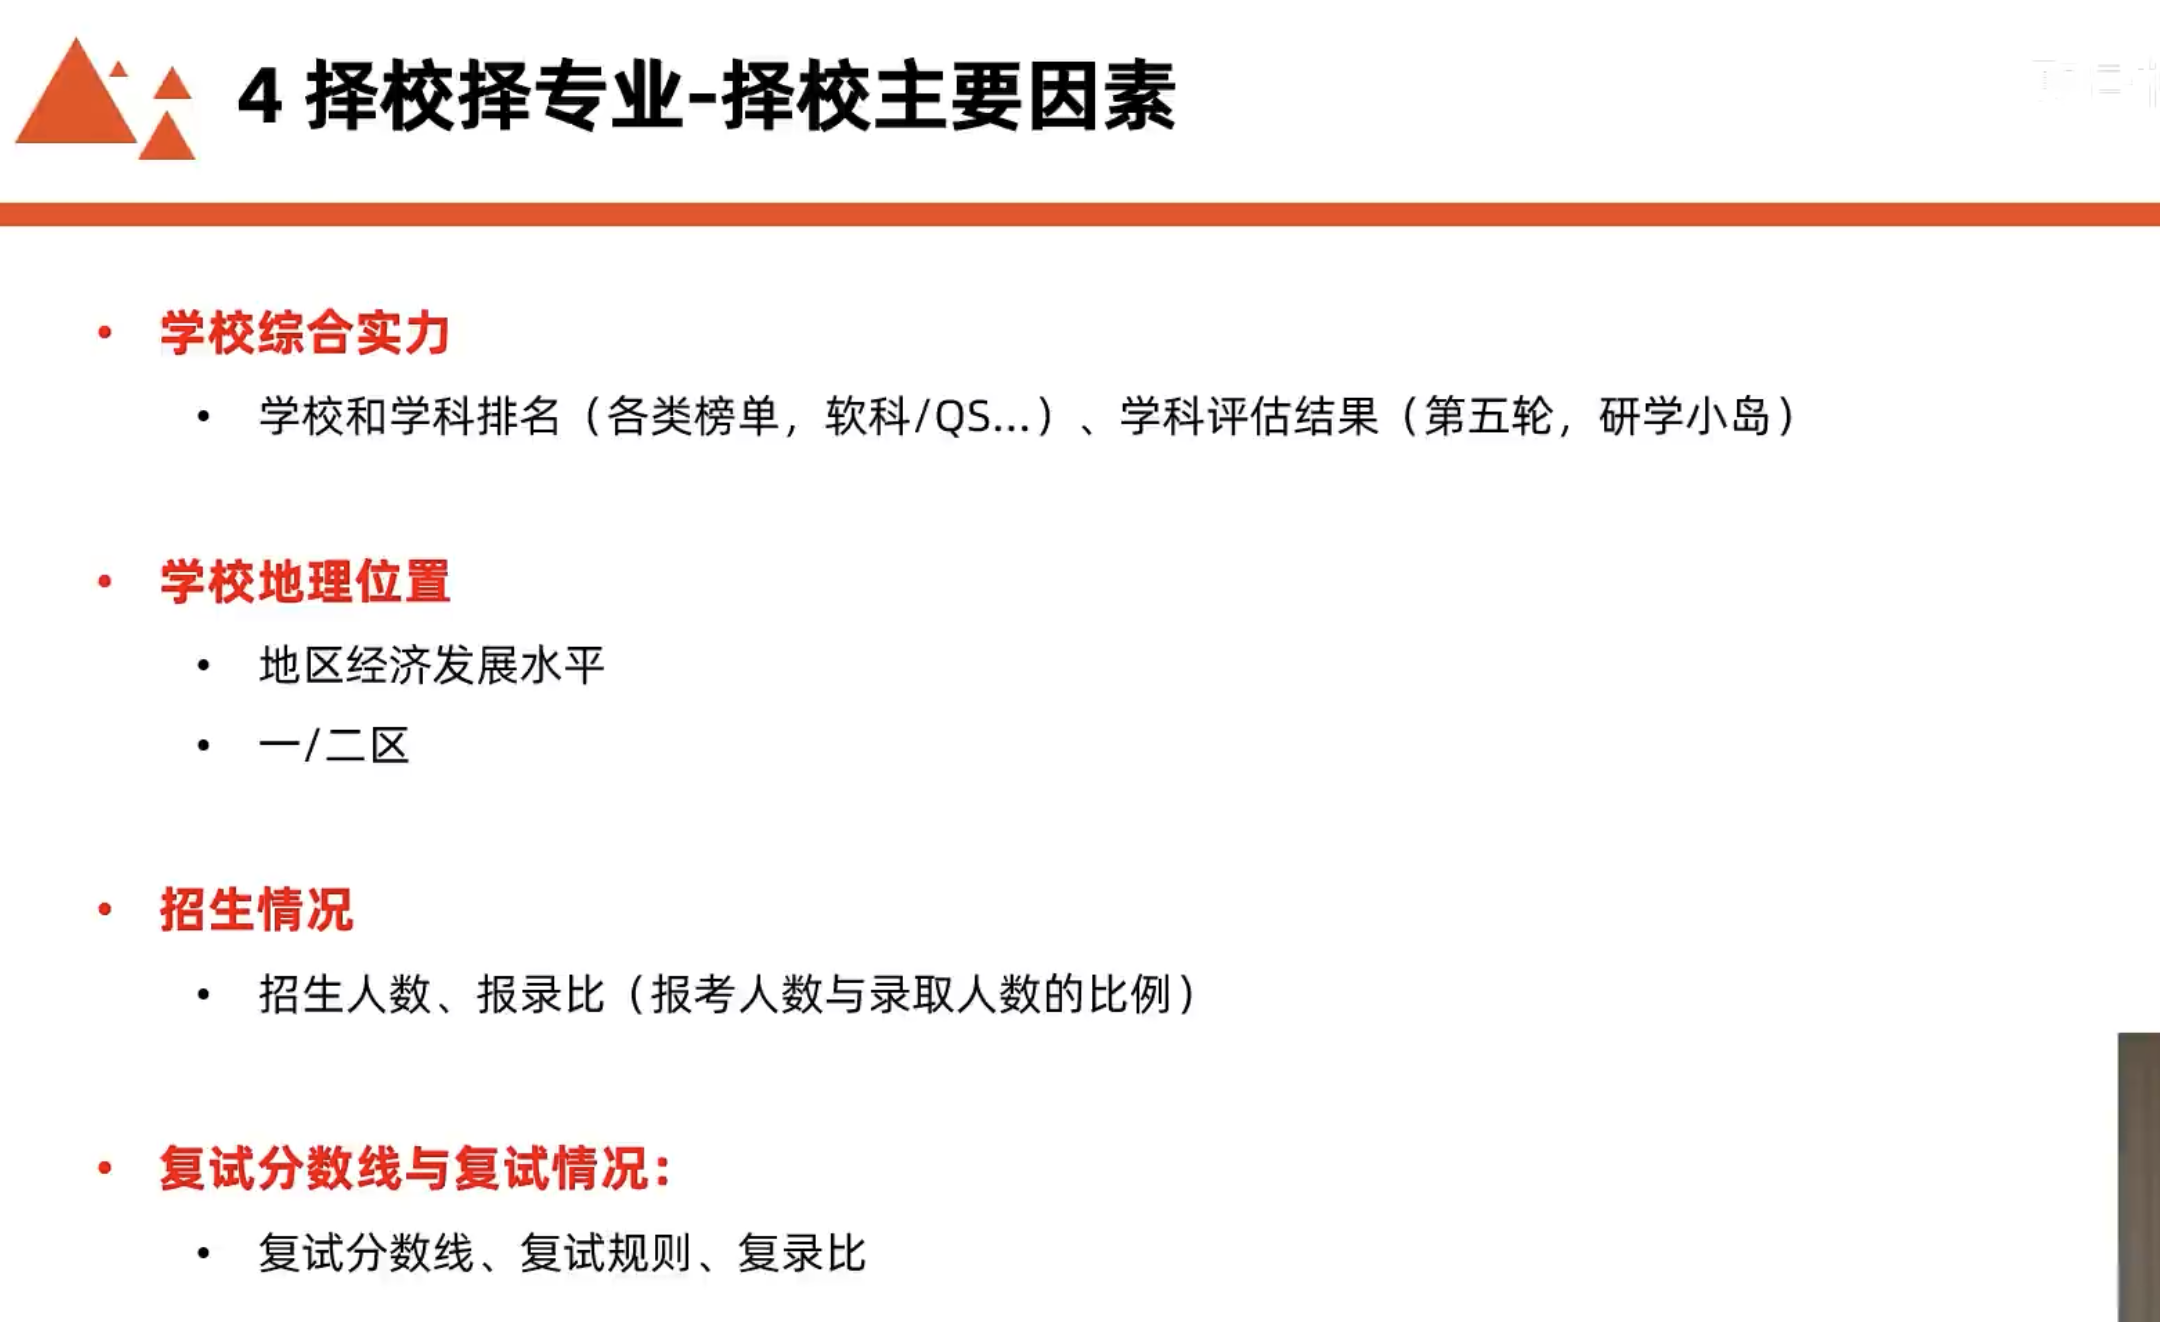 4 择校择专业-择校主要因素
• 学校综合实力
• 学校和学科排名（各类榜单，软科/QS...）、学科评估结果（第五轮，研学小岛）
• 学校地理位置
• 地区经济发展水平
• 一/二区
• 招生情况
• 招生人数、报录比（报考人数与录取人数的比例）
• 复试分数线与复试情况：
• 复试分数线、复试规则、复录比